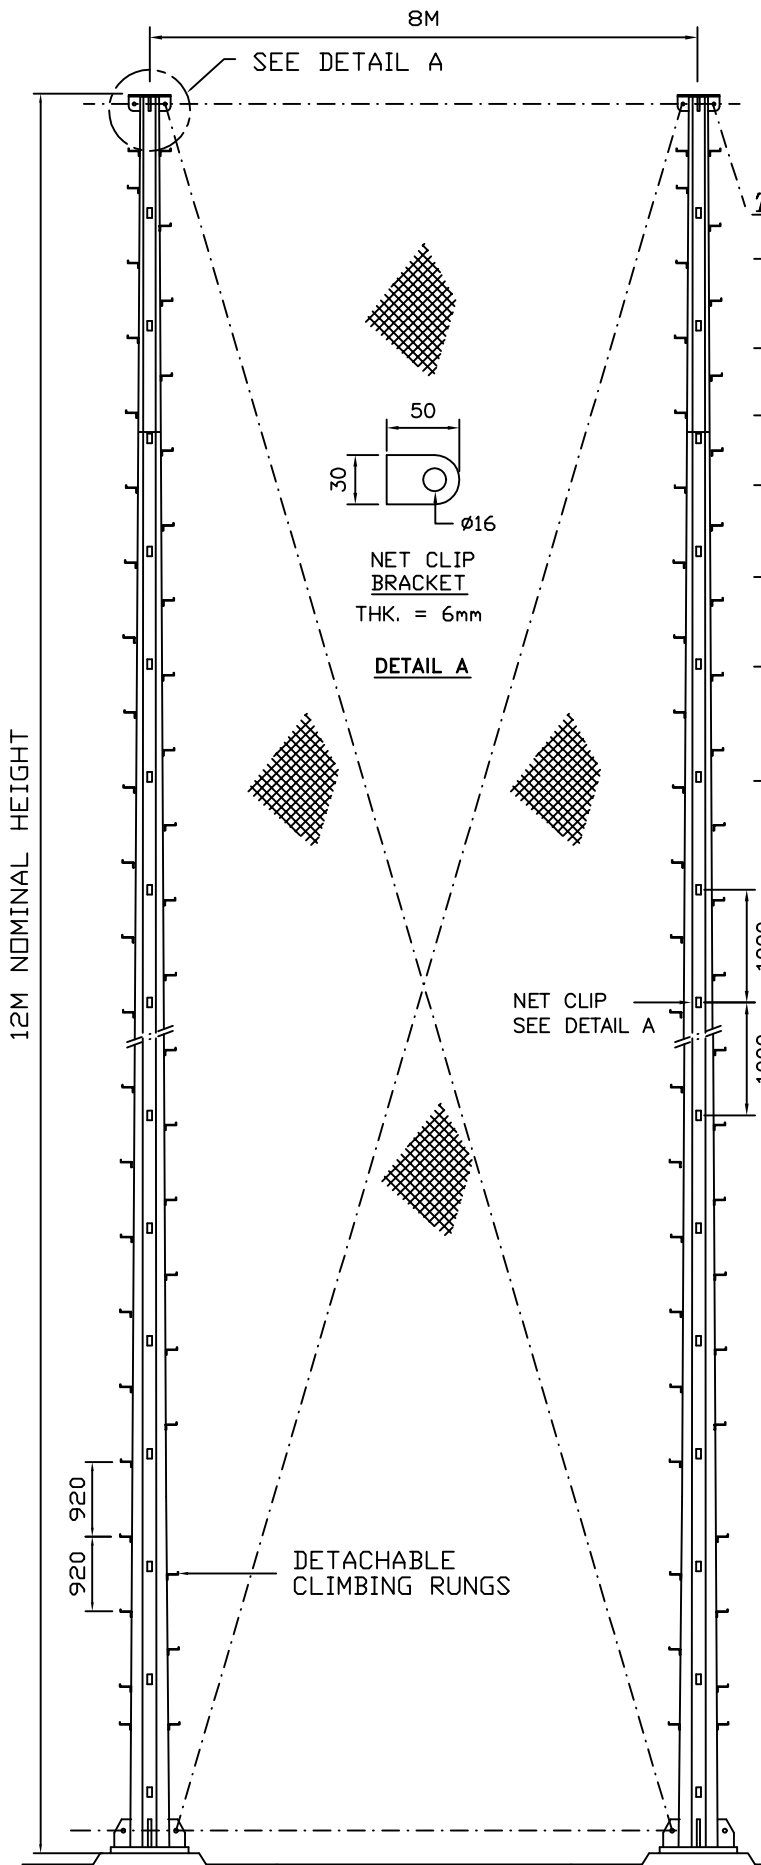 8M
SEE DETAIL A
50
30
ø16
NET CLIP
BRACKET
THK. = 6mm
DETAIL A
12M NOMINAL HEIGHT
NET CLIP
SEE DETAIL A
920
920
DETACHABLE
CLIMBING RUNGS